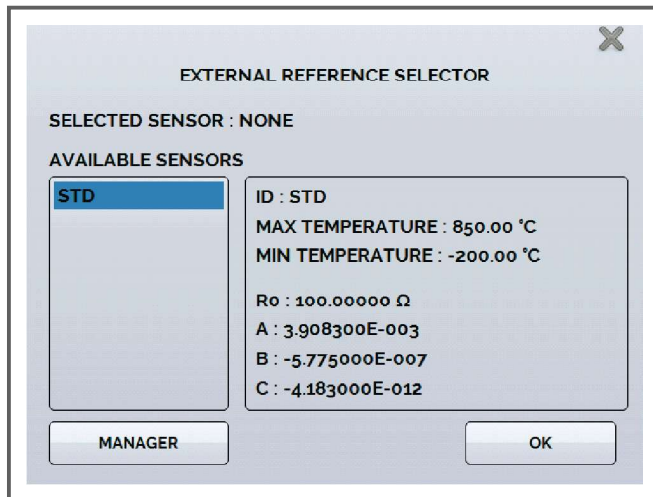 EXTERNAL REFERENCE SELECTOR
SELECTED SENSOR : NONE
AVAILABLE SENSORS
STD
ID : STD
MAX TEMPERATURE : 850.00 °C
MIN TEMPERATURE : -200.00 °C
R0 : 100.00000 Ω
A : 3.908300E-003
B : -5.775000E-007
C : -4.183000E-012
MANAGER
OK